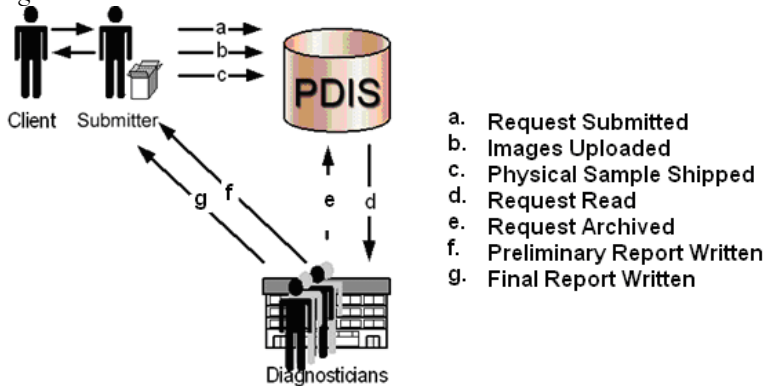 a
b
c
PDIS
Client
Submitter
g
f
e
d
Diagnosticians
a. Request Submitted
b. Images Uploaded
c. Physical Sample Shipped
d. Request Read
e. Request Archived
f. Preliminary Report Written
g. Final Report Written